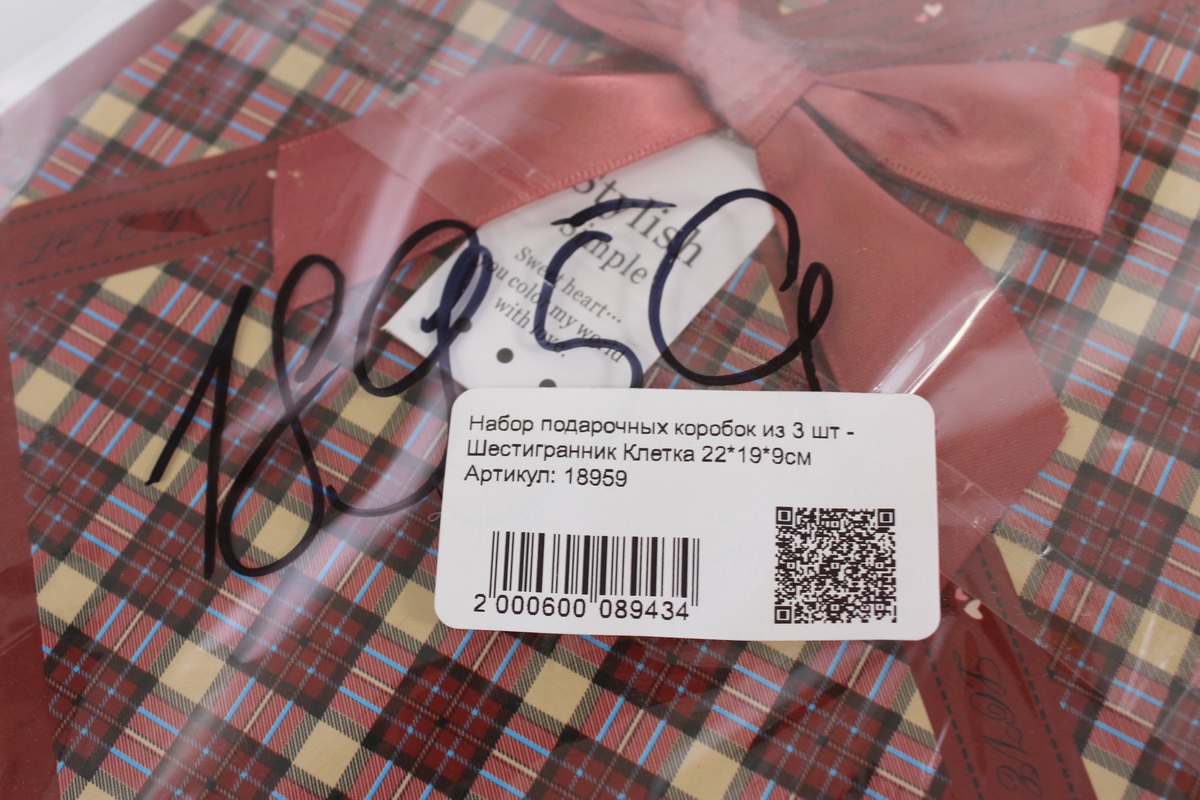 Stylish
Simple
Sweet heart...
you color my world
with love.
18959
Набор подарочных коробок из 3 шт -
Шестигранник Клетка 22*19*9см
Артикул: 18959
2 000600 089434